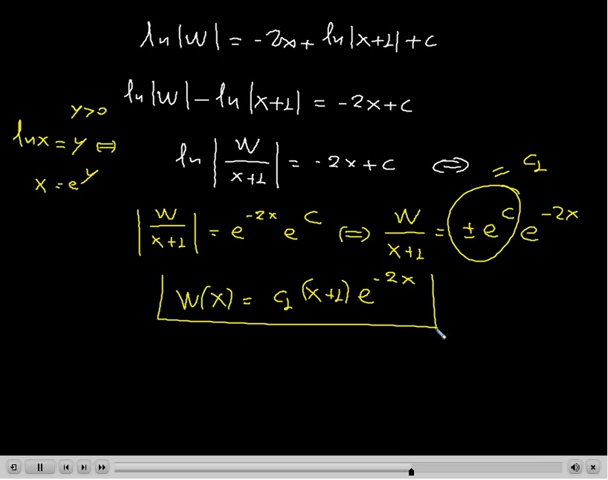 ln|W| = -2x + ln|x+1| + c
ln|W| - ln|x+1| = -2x + c
y>0
lnx = y ⇔
x = e^y
ln|W/(x+1)| = -2x + c ⇔
= c₁
|W/(x+1)| = e^{-2x} e^c ⇔ W/(x+1) = ± e^c e^{-2x}
W(x) = c₁ (x+1) e^{-2x}